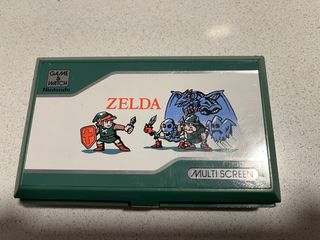 GAME &
WATCH
Nintendo
ZELDA
MULTI SCREEN